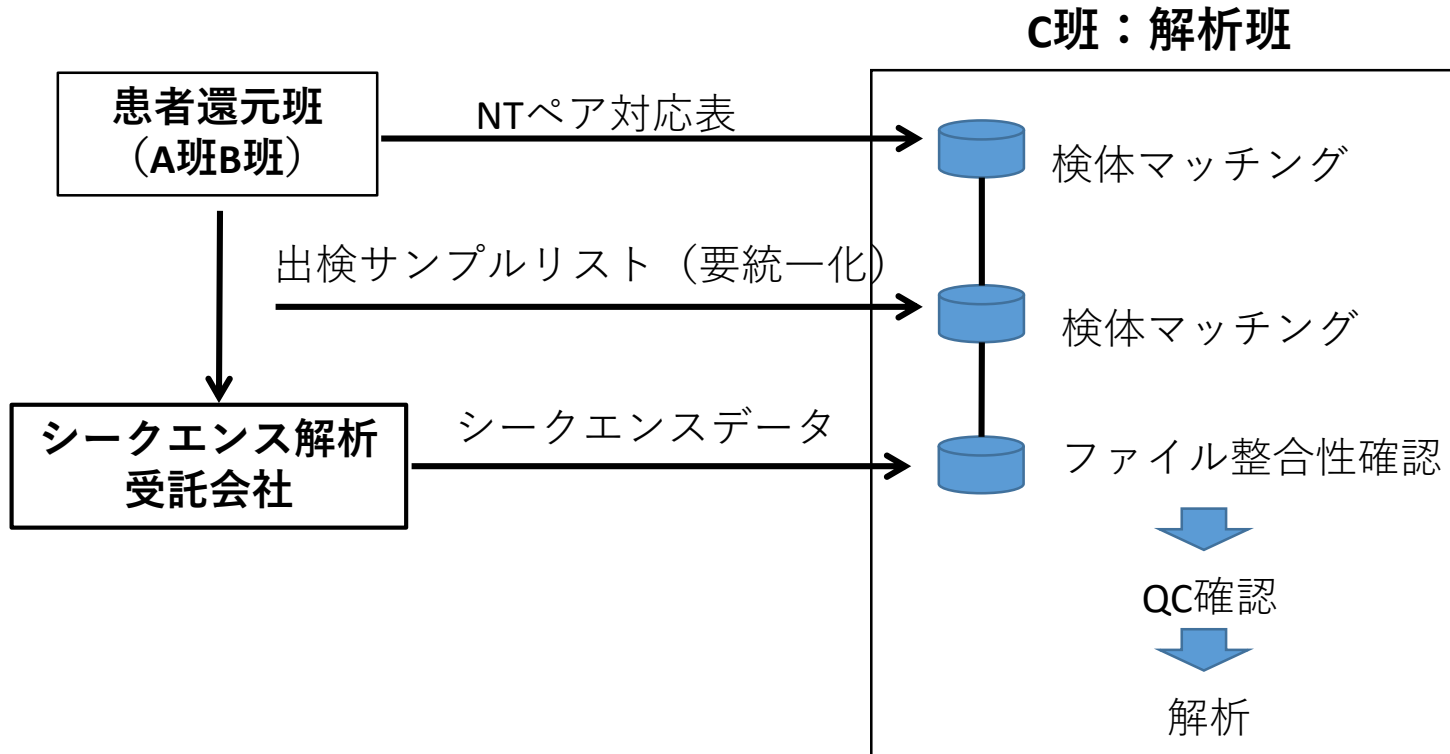 C班：解析班
患者還元班
（A班B班）
NTペア対応表
検体マッチング
出検サンプルリスト（要統一化）
検体マッチング
シークエンス解析
受託会社
シークエンスデータ
ファイル整合性確認
QC確認
解析